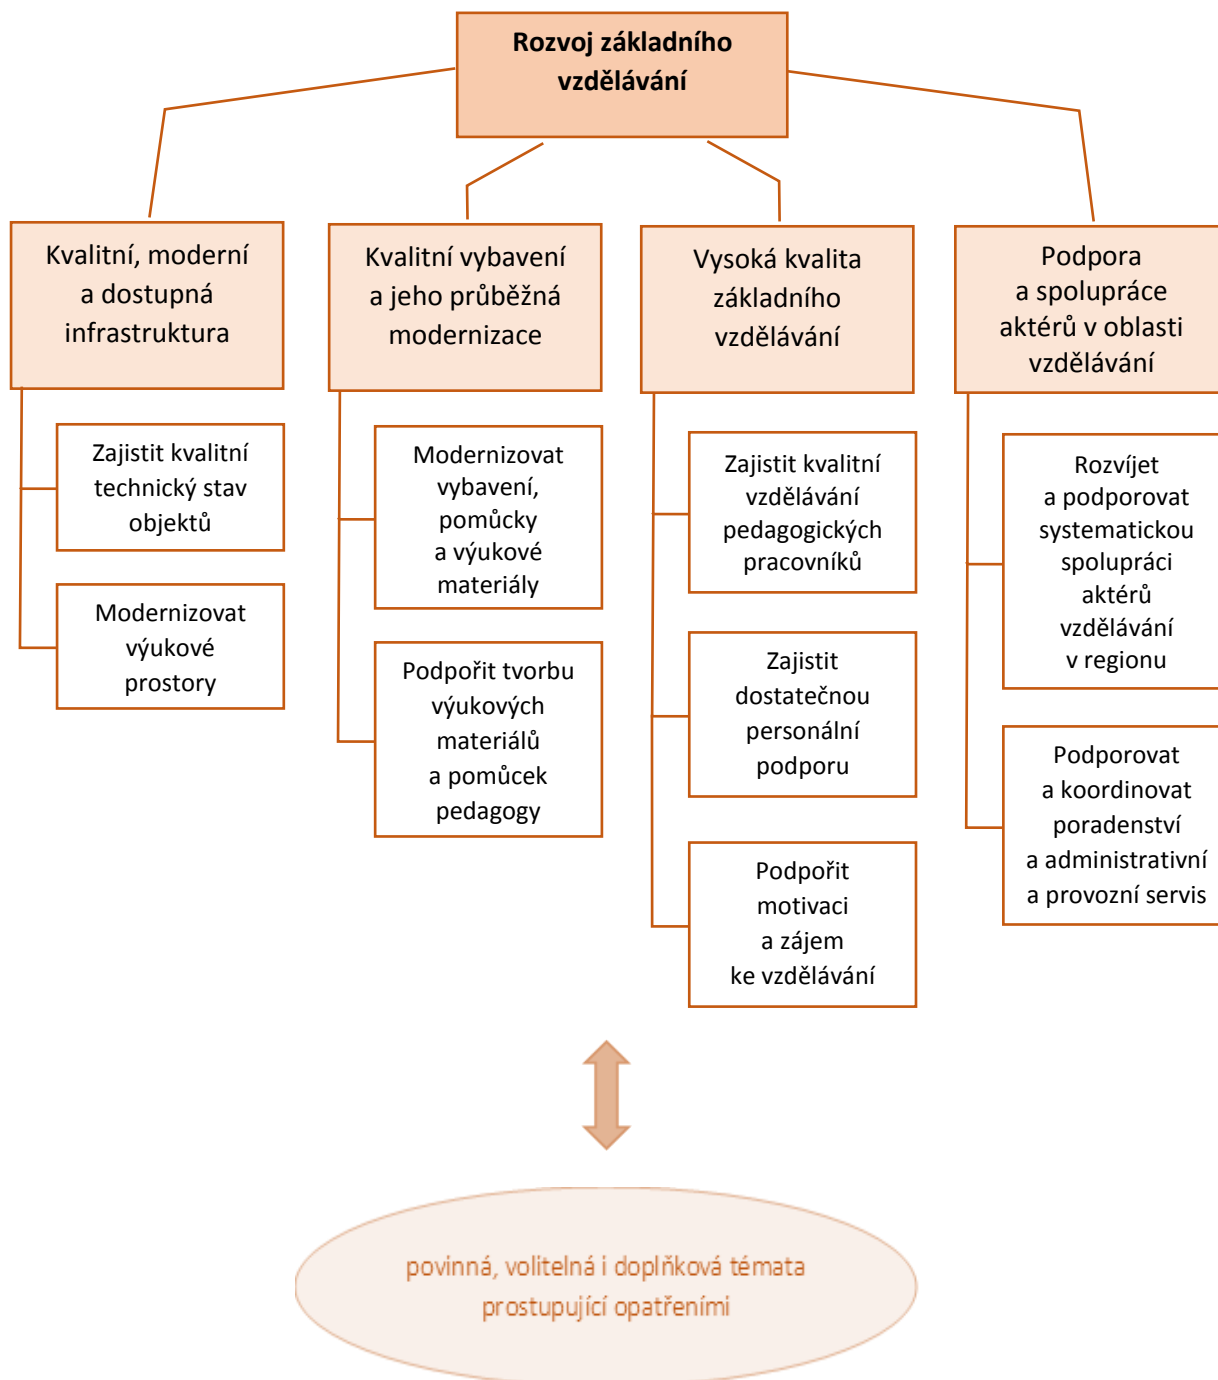 Rozvoj základního
vzdělávání
Kvalitní, moderní
a dostupná
infrastruktura
Zajistit kvalitní
technický stav
objektů
Modernizovat
výukové
prostory
Kvalitní vybavení
a jeho průběžná
modernizace
Modernizovat
vybavení,
pomůcky
a výukové
materiály
Podpořit tvorbu
výukových
materiálů
a pomůcek
pedagogy
Vysoká kvalita
základního
vzdělávání
Zajistit kvalitní
vzdělávání
pedagogických
pracovníků
Zajistit
dostatečnou
personální
podporu
Podpořit
motivaci
a zájem
ke vzdělávání
Podpora
a spolupráce
aktérů v oblasti
vzdělávání
Rozvíjet
a podporovat
systematickou
spolupráci
aktérů
vzdělávání
v regionu
Podporovat
a koordinovat
poradenství
a administrativní
a provozní servis
povinná, volitelná i doplňková témata
prostupující opatřeními